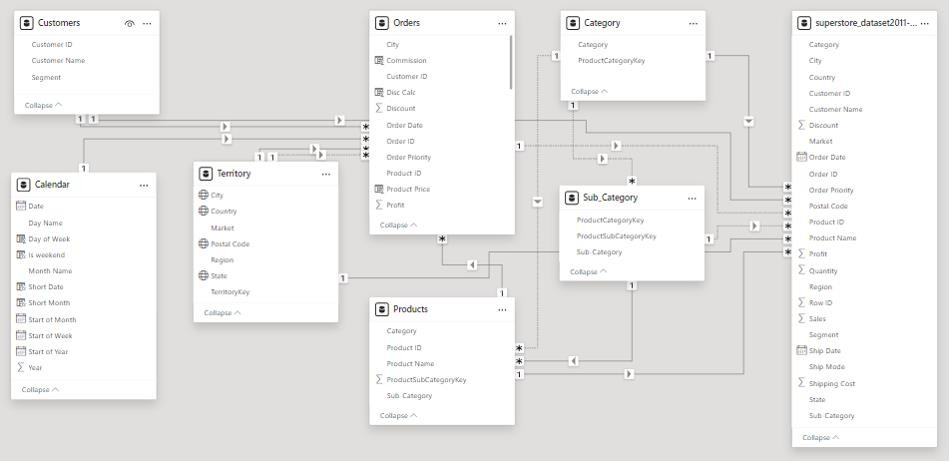 Customers
Customer ID
Customer Name
Segment
Collapse
Orders
City
Commission
Customer ID
Disc Calc
Discount
Order Date
Order ID
Order Priority
Product ID
Product Price
Profit
Collapse
Category
Category
ProductCategoryKey
Collapse
superstore_dataset2011-...
Category
City
Country
Customer ID
Customer Name
Discount
Market
Order Date
Order ID
Order Priority
Postal Code
Product ID
Product Name
Profit
Quantity
Region
Row ID
Sales
Segment
Ship Date
Ship Mode
Shipping Cost
State
Sub-Category
Collapse
Calendar
Date
Day Name
Day of Week
Is weekend
Month Name
Short Date
Short Month
Start of Month
Start of Week
Start of Year
Year
Collapse
Territory
City
Country
Market
Postal Code
Region
State
TerritoryKey
Collapse
Sub_Category
ProductCategoryKey
ProductSubCategoryKey
Sub-Category
Collapse
Products
Category
Product ID
Product Name
ProductSubCategoryKey
Sub-Category
Collapse